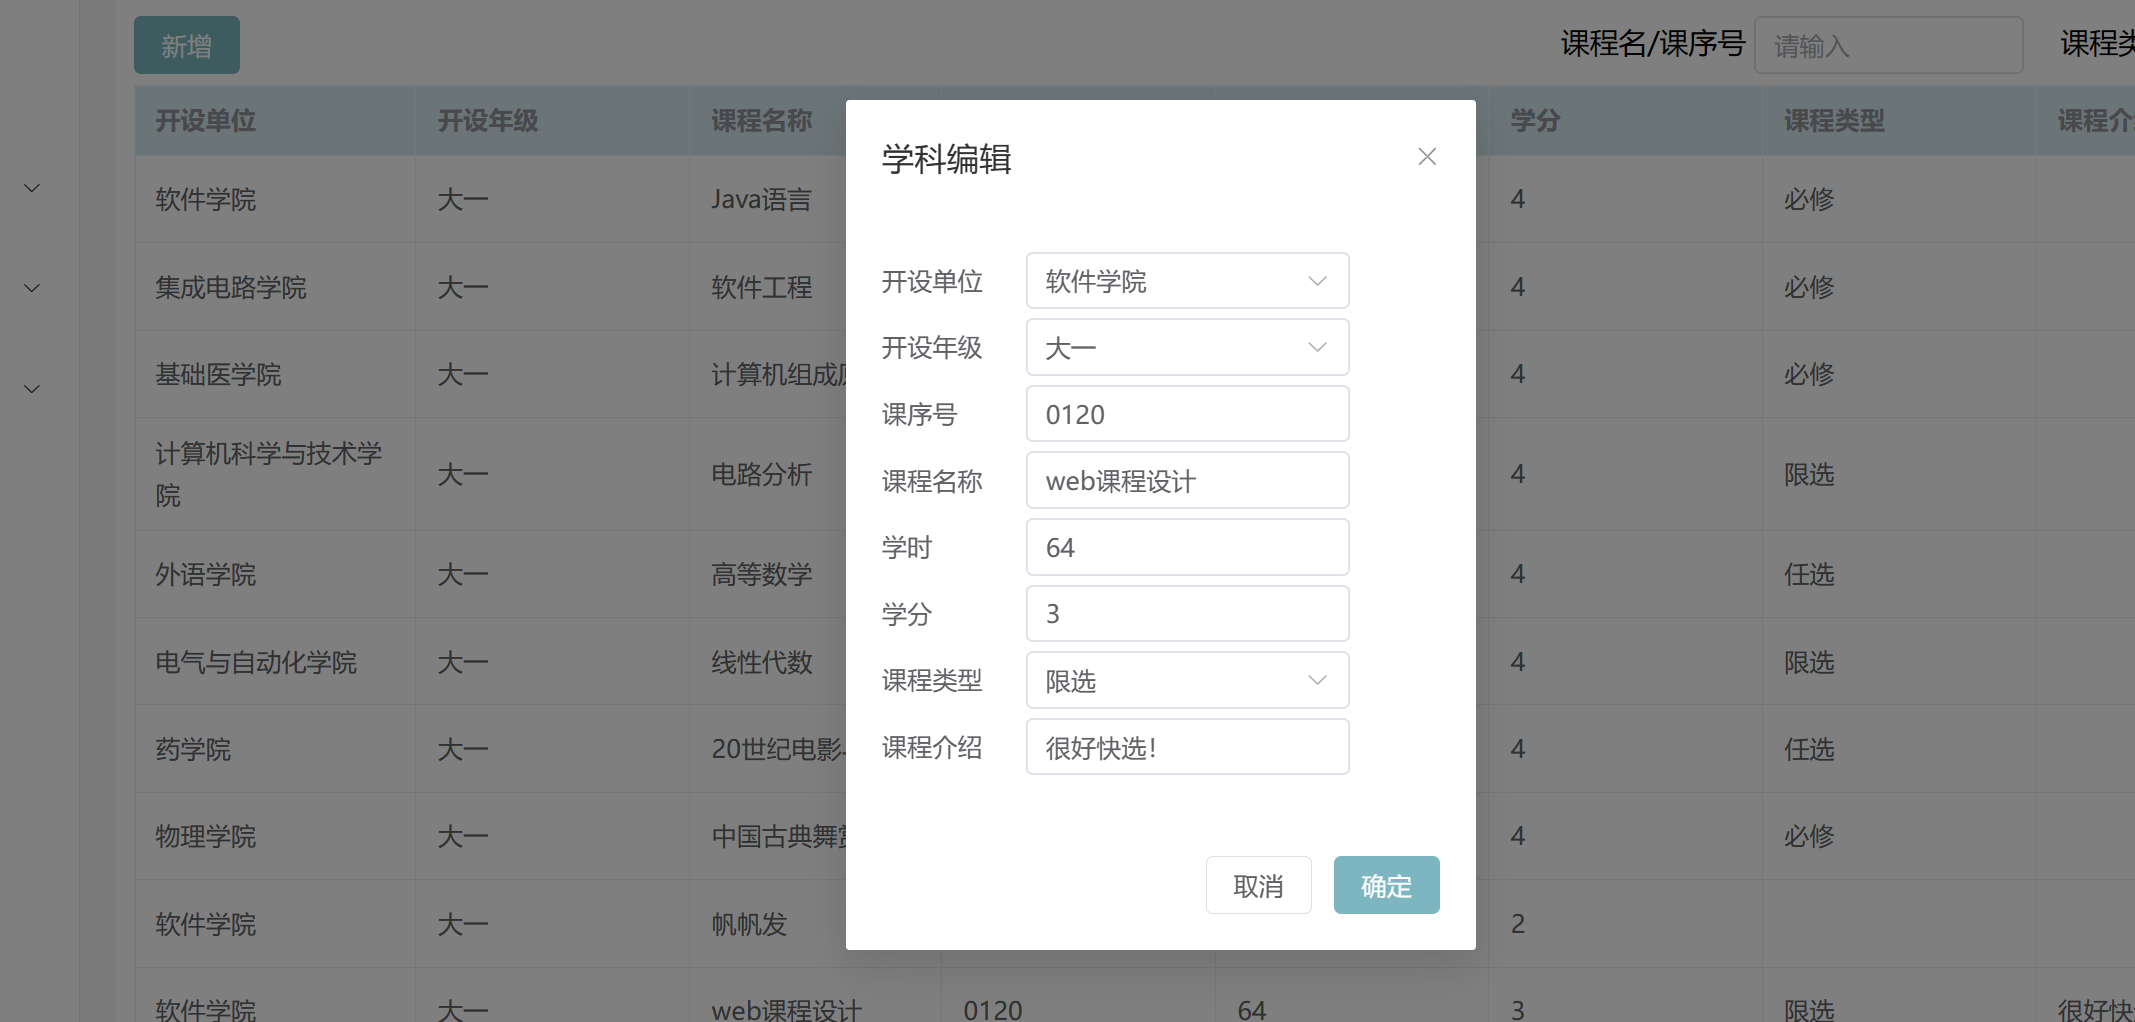 新增
课程名/课序号 请输入 课程类
开设单位 开设年级 课程名称 学分 课程类型 课程介
软件学院 大一 Java语言 4 必修
集成电路学院 大一 软件工程 4 必修
基础医学院 大一 计算机组成 4 必修
计算机科学与技术学
院 大一 电路分析 4 限选
外语学院 大一 高等数学 4 任选
电气与自动化学院 大一 线性代数 4 限选
药学院 大一 20世纪电影 4 任选
物理学院 大一 中国古典舞 4 必修
软件学院 大一 帆帆发 2
软件学院 大一 web课程设计 0120 64 3 限选 很好快
学科编辑
开设单位 软件学院
开设年级 大一
课序号 0120
课程名称 web课程设计
学时 64
学分 3
课程类型 限选
课程介绍 很好快选！
取消 确定